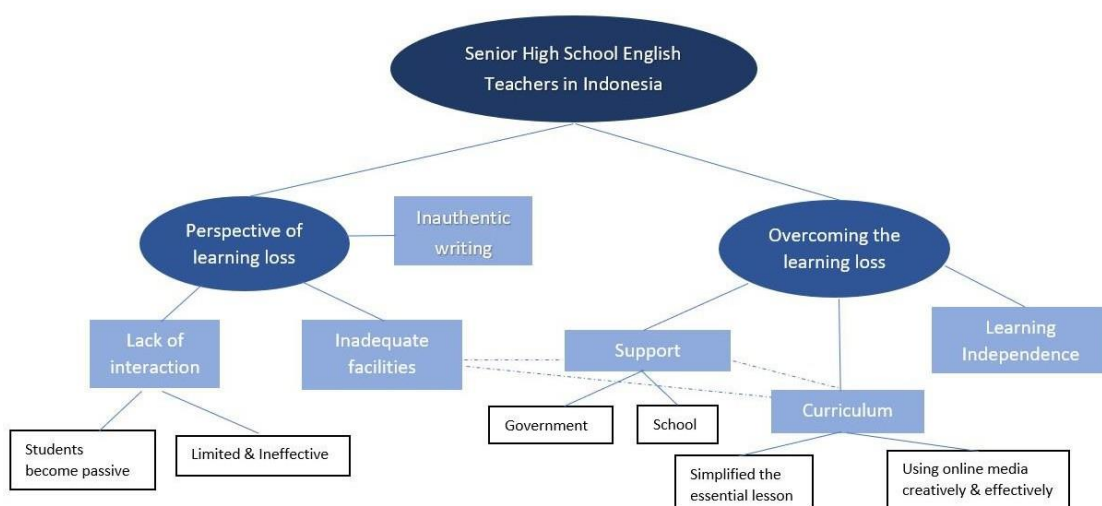 Senior High School English
Teachers in Indonesia
Perspective of
learning loss
Inauthentic
writing
Overcoming the
learning loss
Lack of
interaction
Inadequate
facilities
Support
Learning
Independence
Curriculum
Students
become passive
Limited & Ineffective
Government
School
Simplified the
essential lesson
Using online media
creatively & effectively